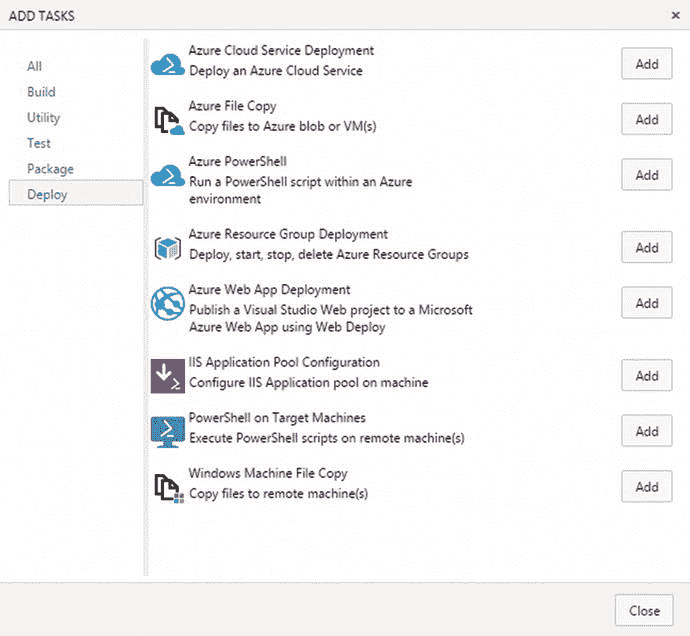 ADD TASKS
×
All
Build
Utility
Test
Package
Deploy
Azure Cloud Service Deployment
Deploy an Azure Cloud Service
Add
Azure File Copy
Copy files to Azure blob or VM(s)
Add
Azure PowerShell
Run a PowerShell script within an Azure
environment
Add
Azure Resource Group Deployment
Deploy, start, stop, delete Azure Resource Groups
Add
Azure Web App Deployment
Publish a Visual Studio Web project to a Microsoft
Azure Web App using Web Deploy
Add
IIS Application Pool Configuration
Configure IIS Application pool on machine
Add
PowerShell on Target Machines
Execute PowerShell scripts on remote machine(s)
Add
Windows Machine File Copy
Copy files to remote machine(s)
Add
Close